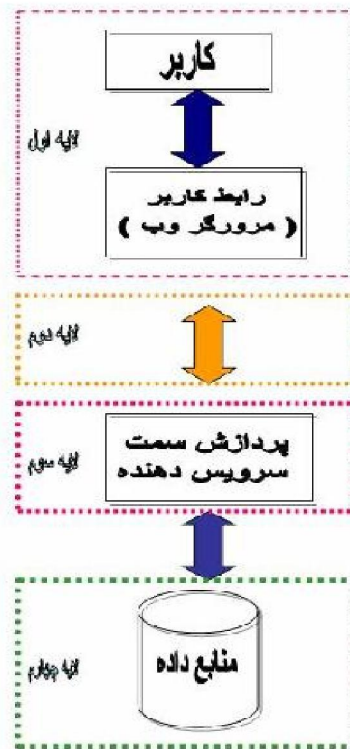 کاربر
لایه اول
رابط کاربر
( مرورگر وب )
لایه دوم
پردازش سمت
سرویس دهنده
لایه سوم
منابع داده
لایه چهارم